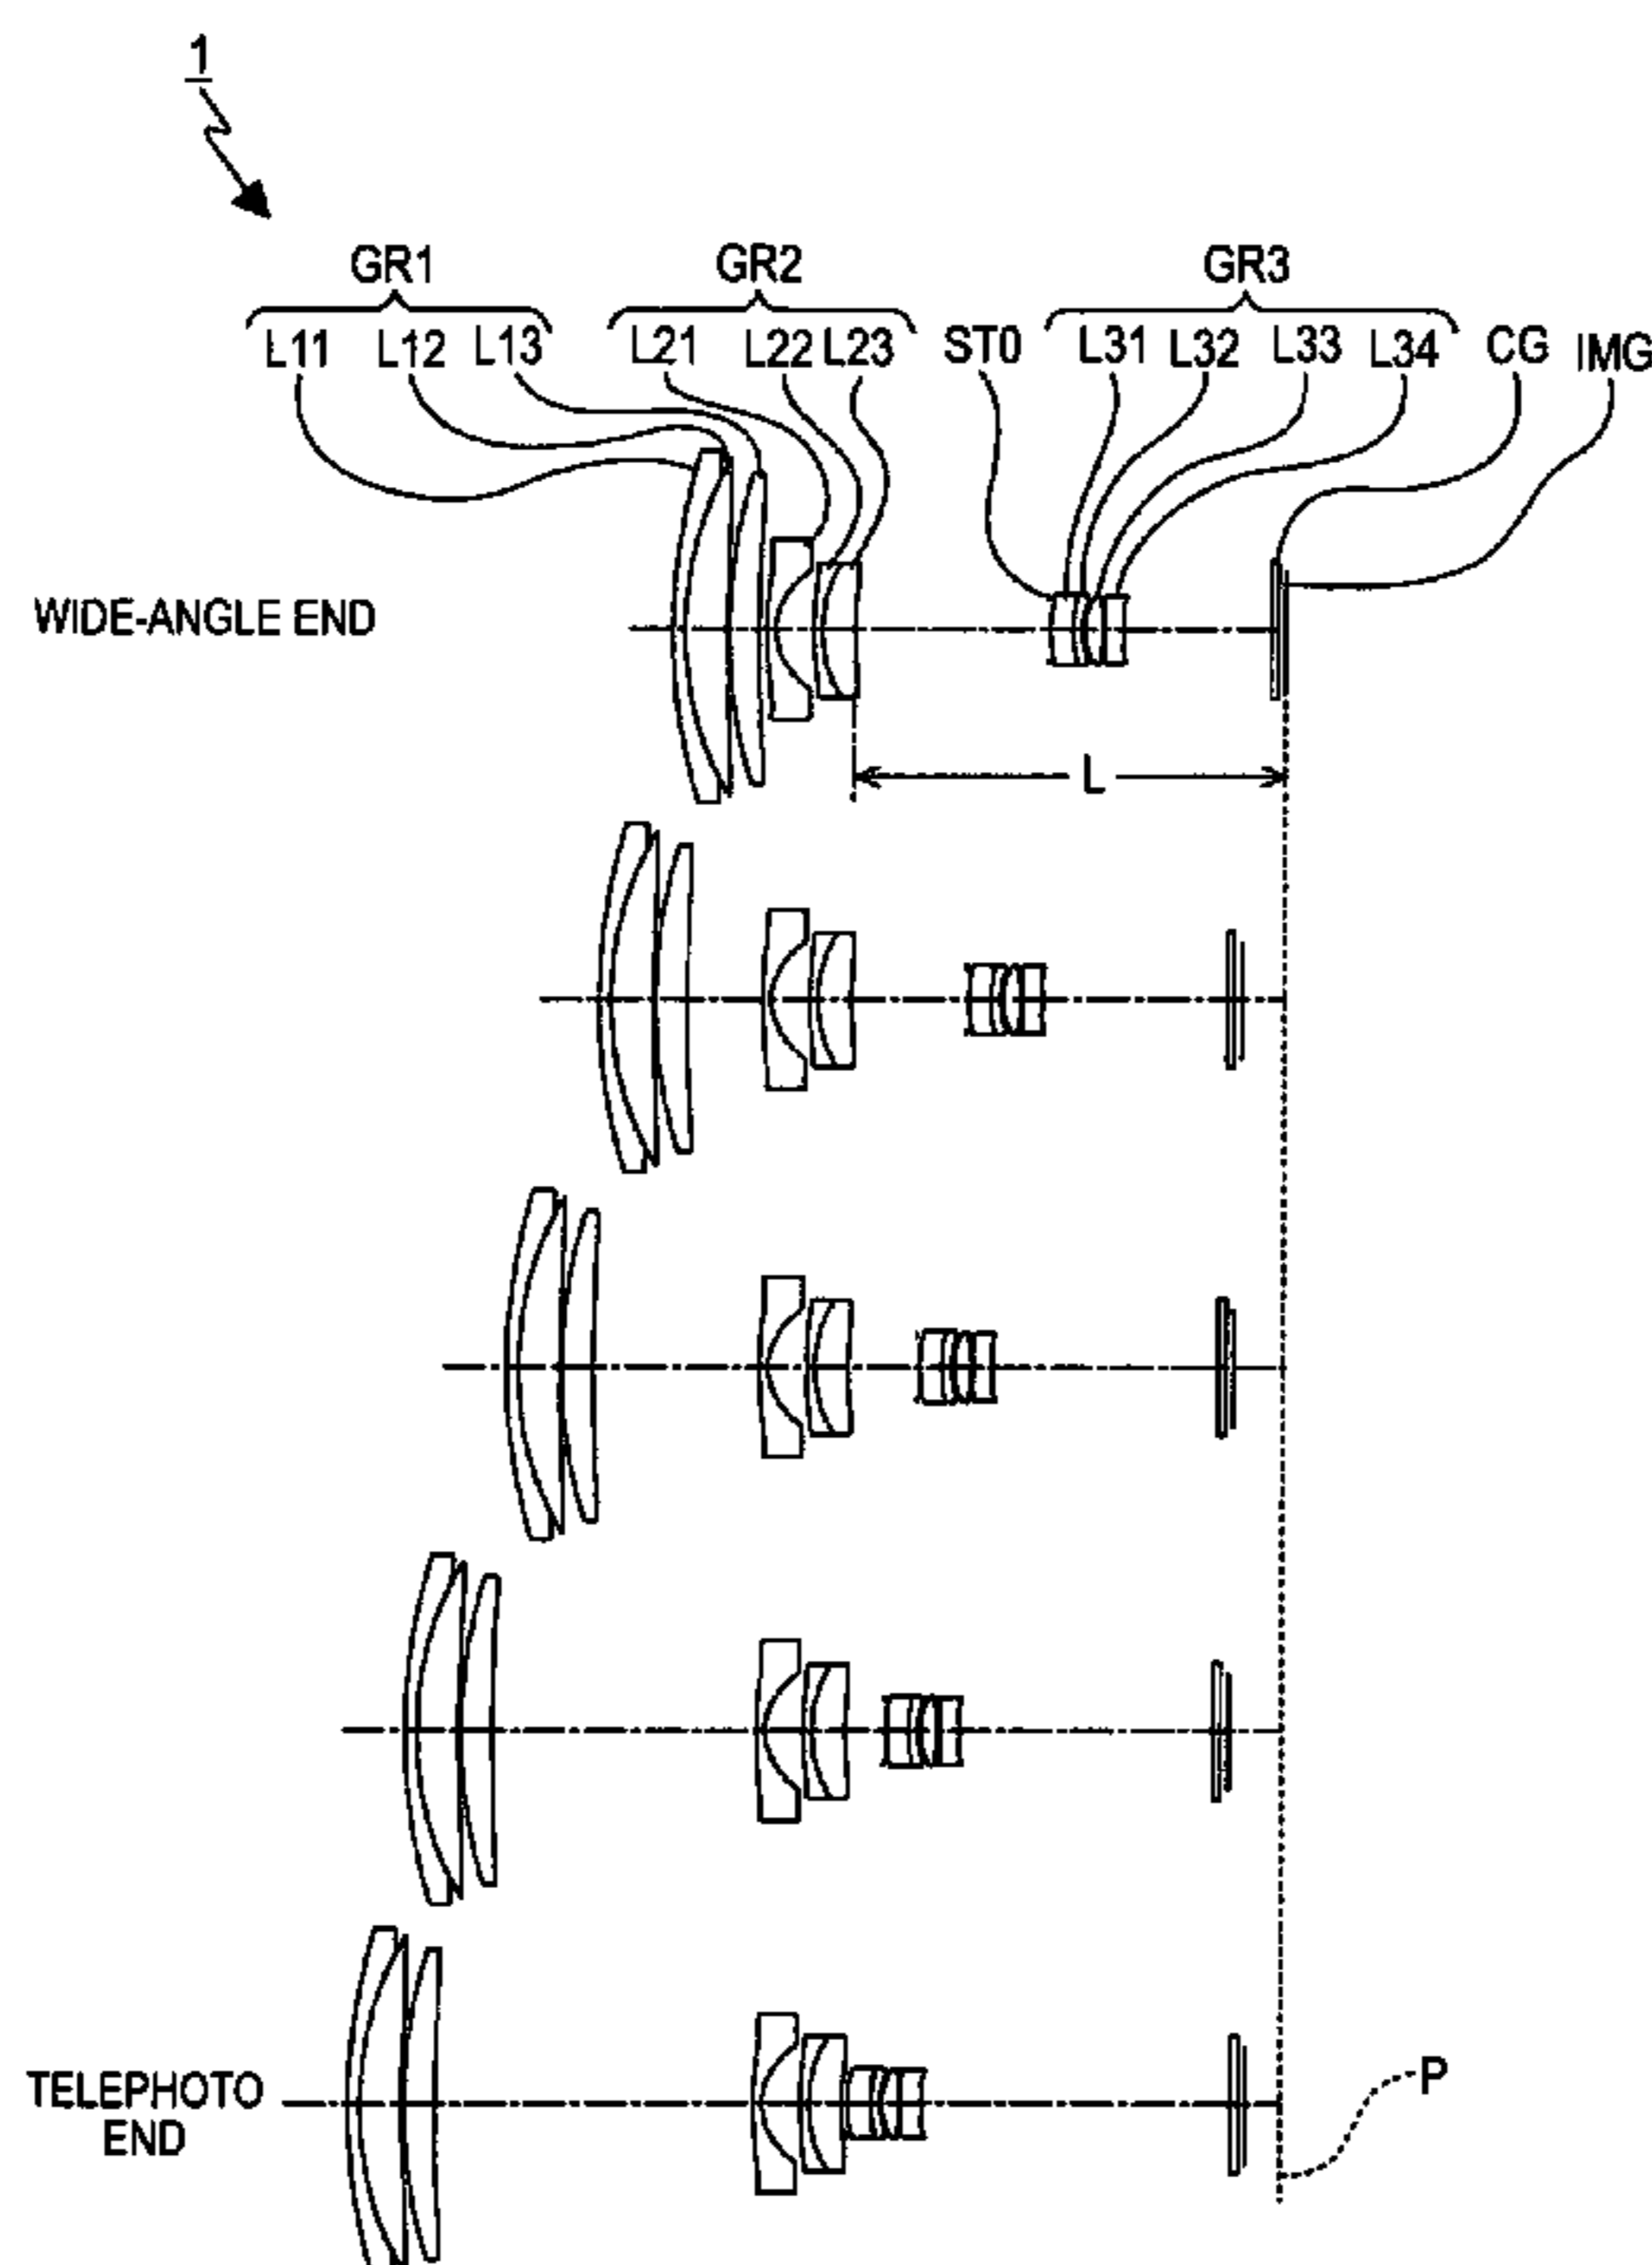 1
GR1 GR2 GR3
L11 L12 L13 L21 L22 L23 ST0 L31 L32 L33 L34 CG IMG
WIDE-ANGLE END
L
TELEPHOTO
END
P